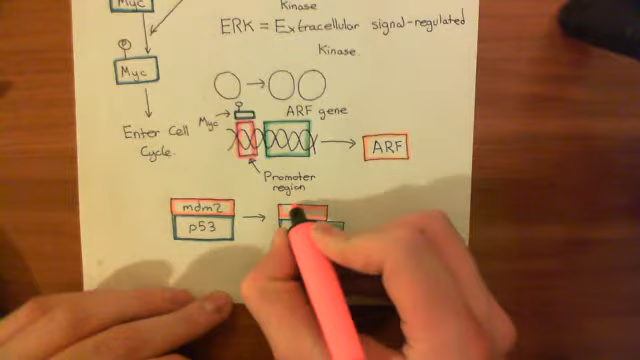 Myc
Kinase
ERK = Extracellular signal-regulated
Kinase.
P
Myc
Enter Cell
Cycle.
Myc
ARF gene
ARF
Promoter
region
mdm2
p53